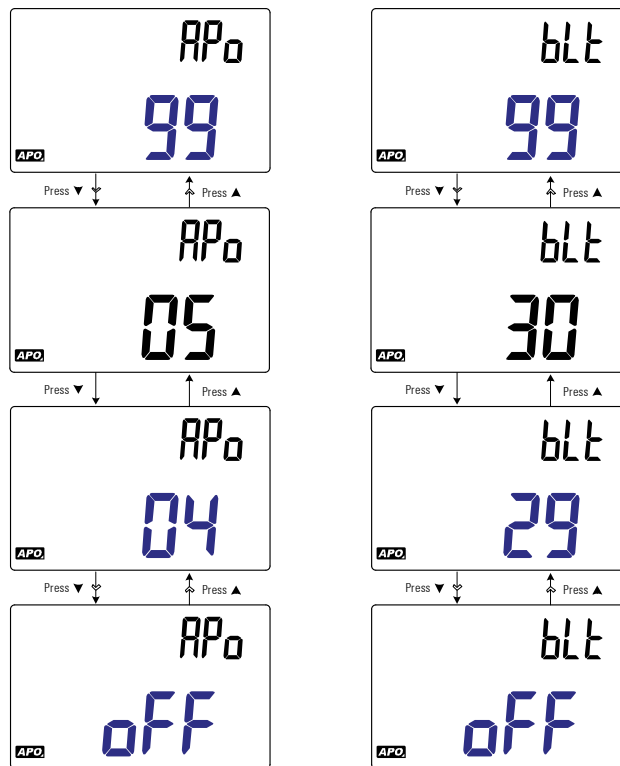 APo
99
APO
Press ▼
Press ▲
APo
05
APO
Press ▼
Press ▲
APo
04
APO
Press ▼
Press ▲
APo
oFF
APO
bLt
99
APO
Press ▼
Press ▲
bLt
30
APO
Press ▼
Press ▲
bLt
29
APO
Press ▼
Press ▲
bLt
oFF
APO